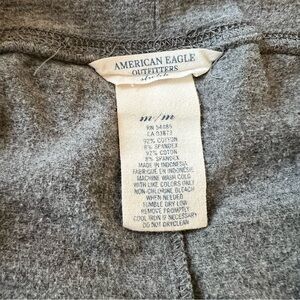 AMERICAN EAGLE
OUTFITTERS
m/m
RN 54485
CA 03877
92% COTTON
8% SPANDEX
92% COTON
8% SPANDEX
MADE IN INDONESIA
FABRIQUE EN INDONESIE
MACHINE WASH COLD
WITH LIKE COLORS ONLY
NON-CHLORINE BLEACH
WHEN NEEDED
TUMBLE DRY LOW
REMOVE PROMPTLY
COOL IRON IF NECESSARY
DO NOT DRYCLEAN